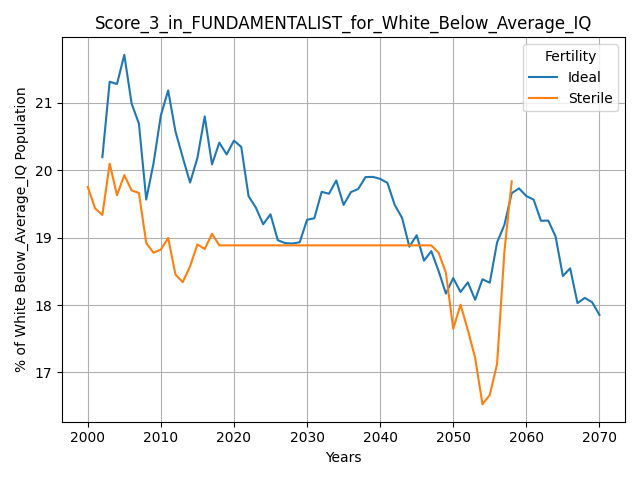 Score_3_in_FUNDAMENTALIST_for_White_Below_Average_IQ
Fertility
Ideal
Sterile
% of White Below_Average_IQ Population
21
20
19
18
17
2000 2010 2020 2030 2040 2050 2060 2070
Years